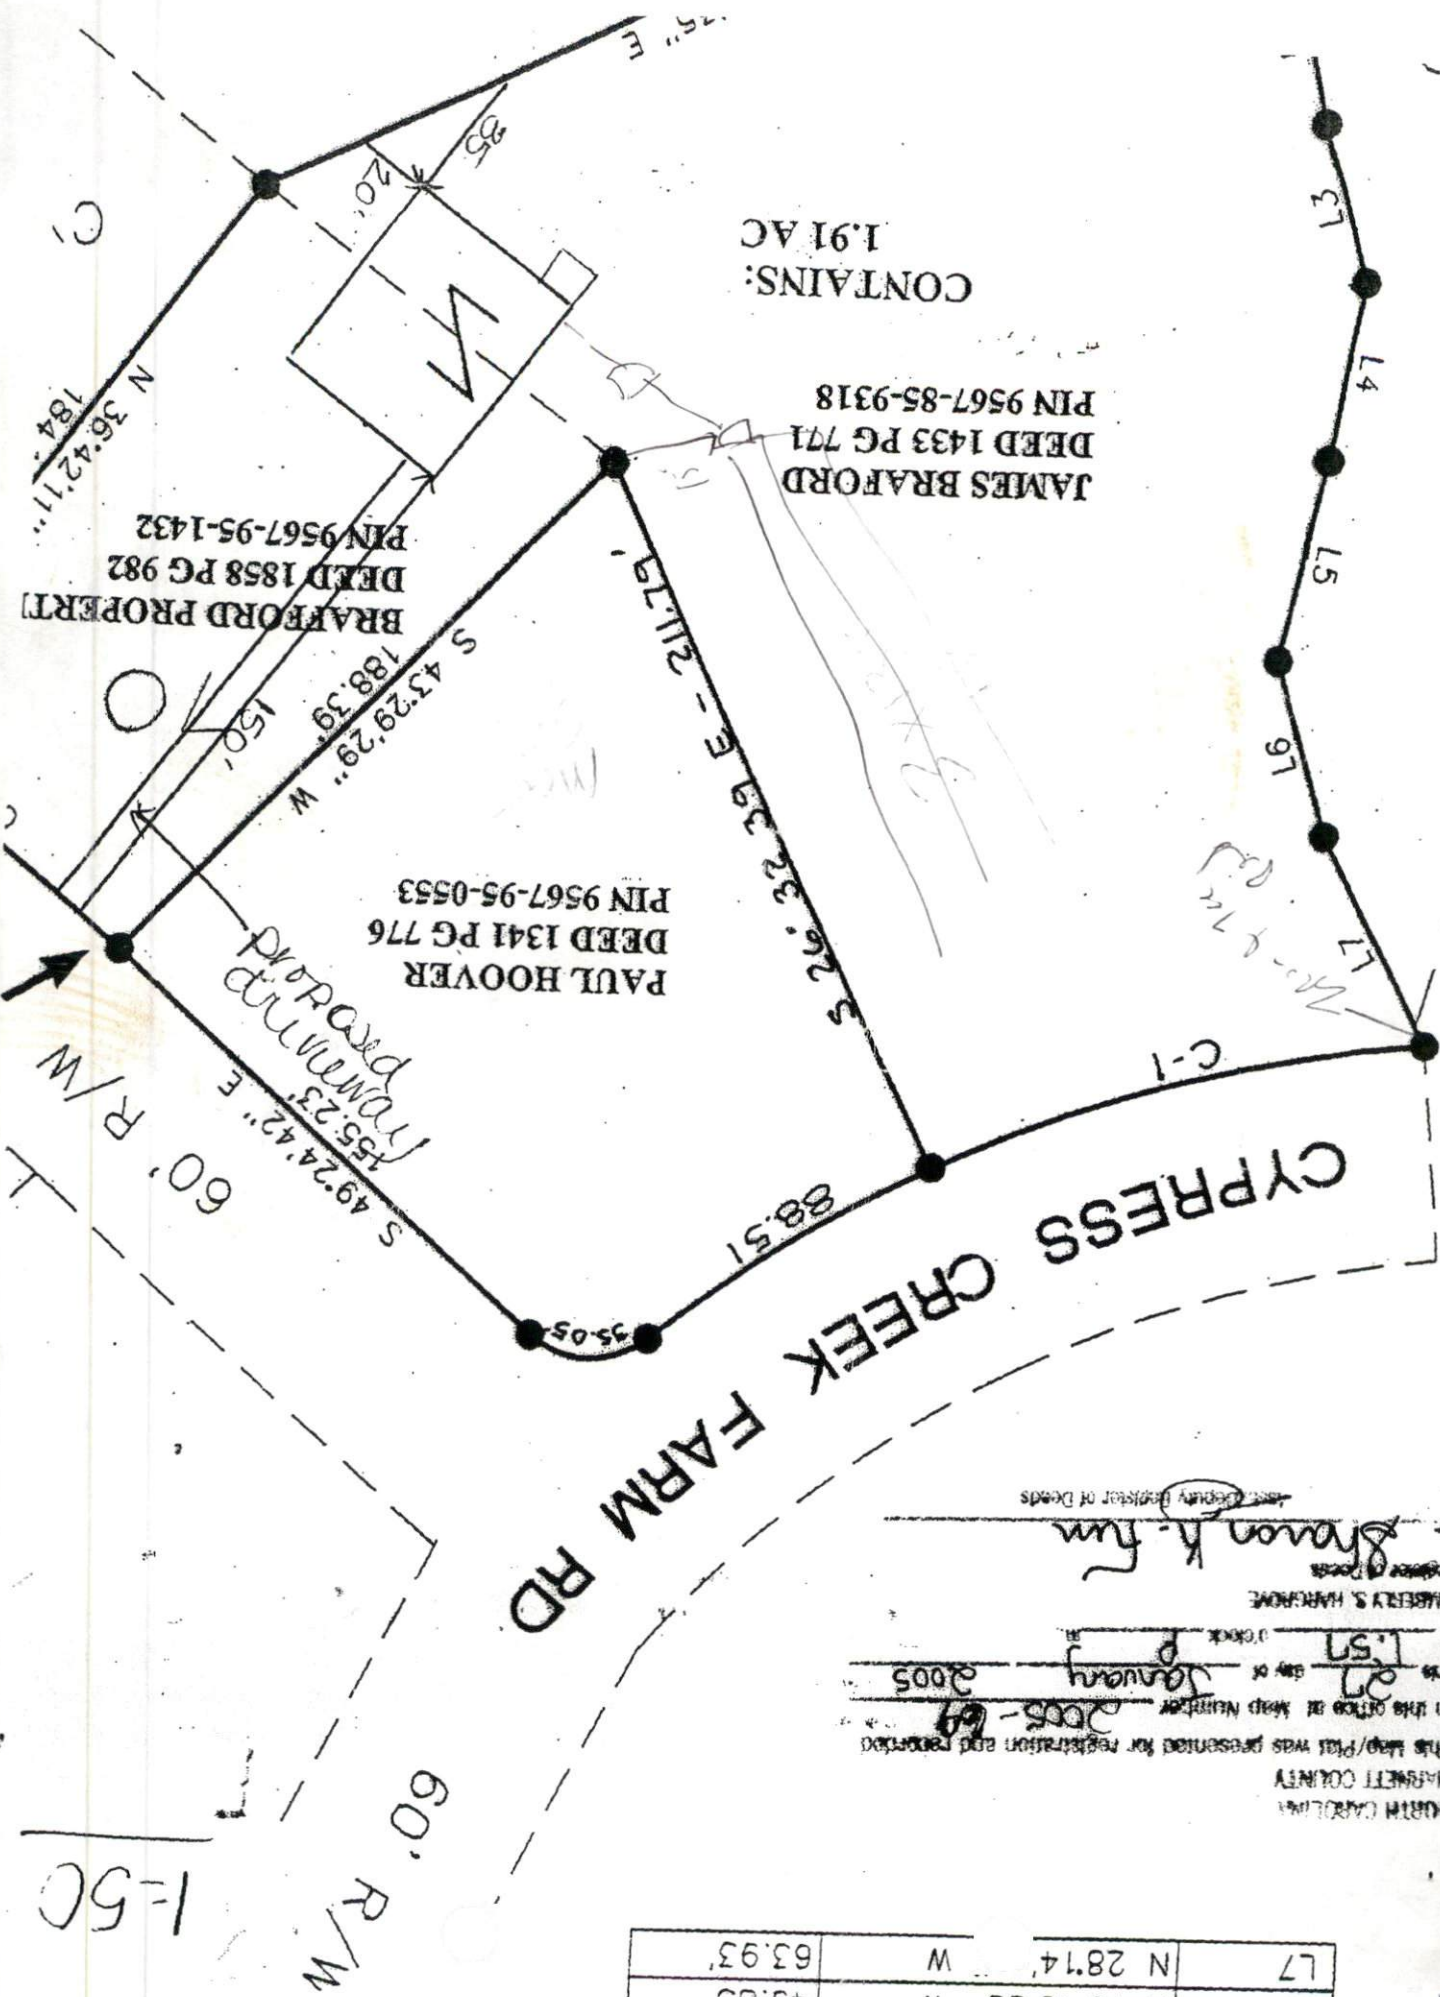 L7 N 28°14' W 63.93'
NORTH CAROLINA
HARNETT COUNTY
This Map/Plat was presented for registration and recorded
in this office at Map Number 2005-69
this 27 day of January 2005
1:57 o'clock P m
KIMBERLY S. HARGROVE
Register of Deeds
Sharon K.
Asst./Deputy Register of Deeds
1=50
60' R/W
CYPRESS CREEK FARM RD
60' R/W
35.05
88.51
C-1
S 49°24'42" E
155.23'
proposed
driveway
PAUL HOOVER
DEED 1341 PG 776
PIN 9567-95-0553
S 26° 32 39 E - 211.79'
S 43°29'29" W
188.39'
150'
BRAFFORD PROPERT
DEED 1858 PG 982
PIN 9567-95-1432
N 36°42'11"
184.
JAMES BRAFORD
DEED 1433 PG 771
PIN 9567-85-9318
CONTAINS:
1.91 AC
L7
L6
L5
L4
L3
20'
35
35" E